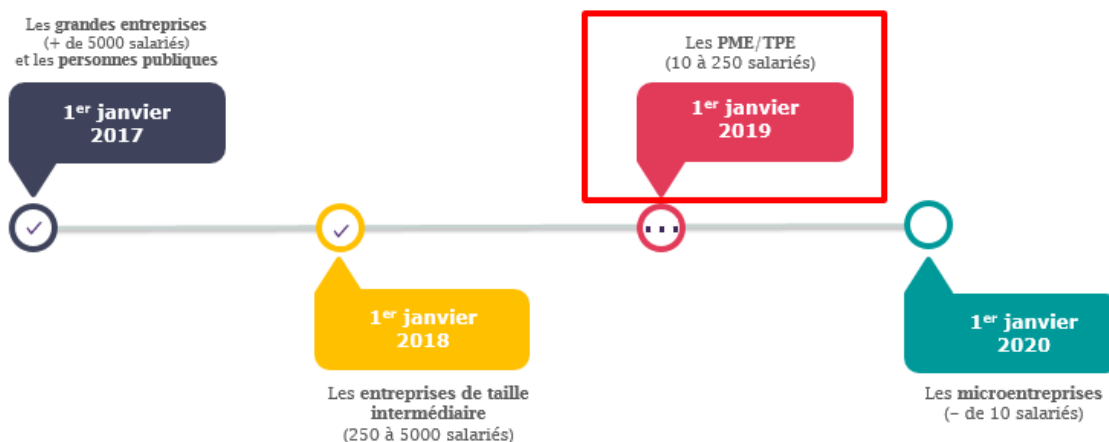 Les grandes entreprises
(+ de 5000 salariés)
et les personnes publiques
1er janvier
2017
1er janvier
2018
Les entreprises de taille
intermédiaire
(250 à 5000 salariés)
Les PME/TPE
(10 à 250 salariés)
1er janvier
2019
1er janvier
2020
Les microentreprises
(– de 10 salariés)